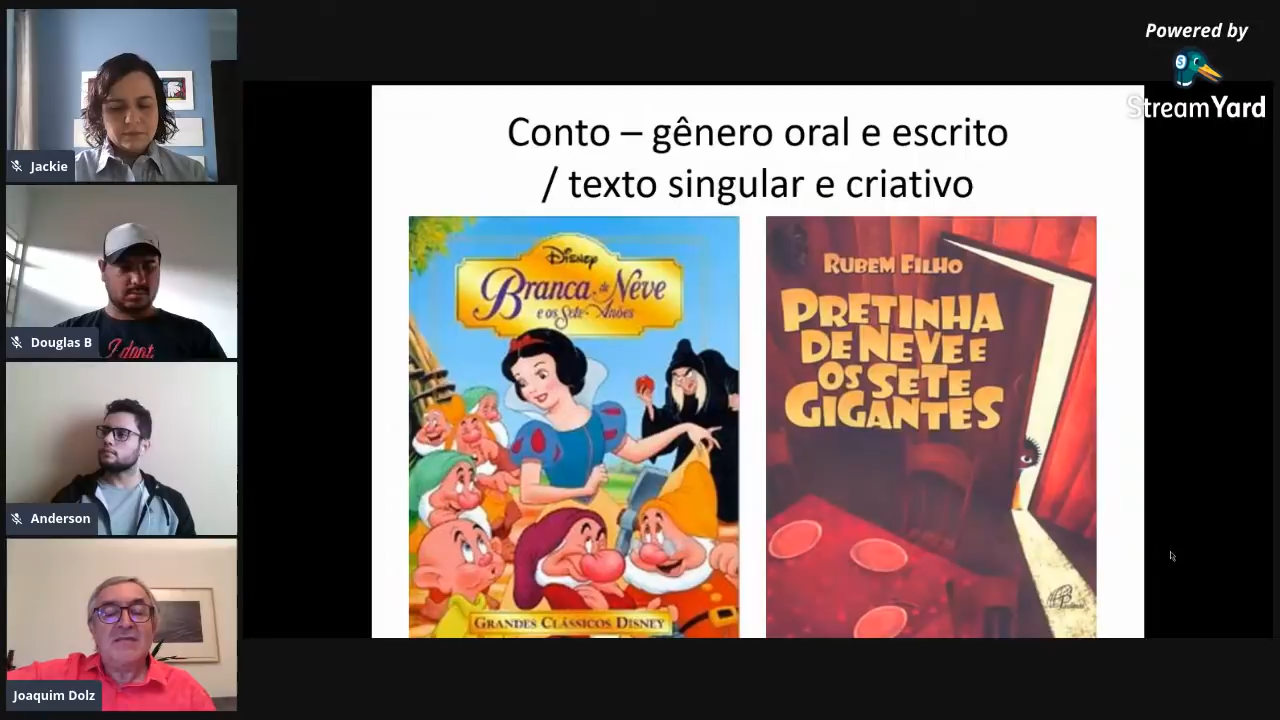 Powered by
StreamYard
Jackie
Douglas B
I dont
Anderson
Joaquim Dolz
Conto – gênero oral e escrito
/ texto singular e criativo
Disney
Branca de Neve
e os Sete Anões
GRANDES CLÁSSICOS DISNEY
RUBEM FILHO
PRETINHA
DE NEVE E
OS SETE
GIGANTES